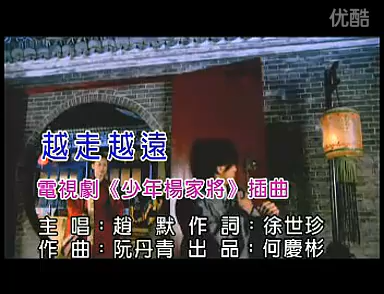 优酷
越走越遠
電視劇《少年楊家將》插曲
主唱：趙 默 作詞：徐世珍
作曲：阮丹青 出品：何慶彬